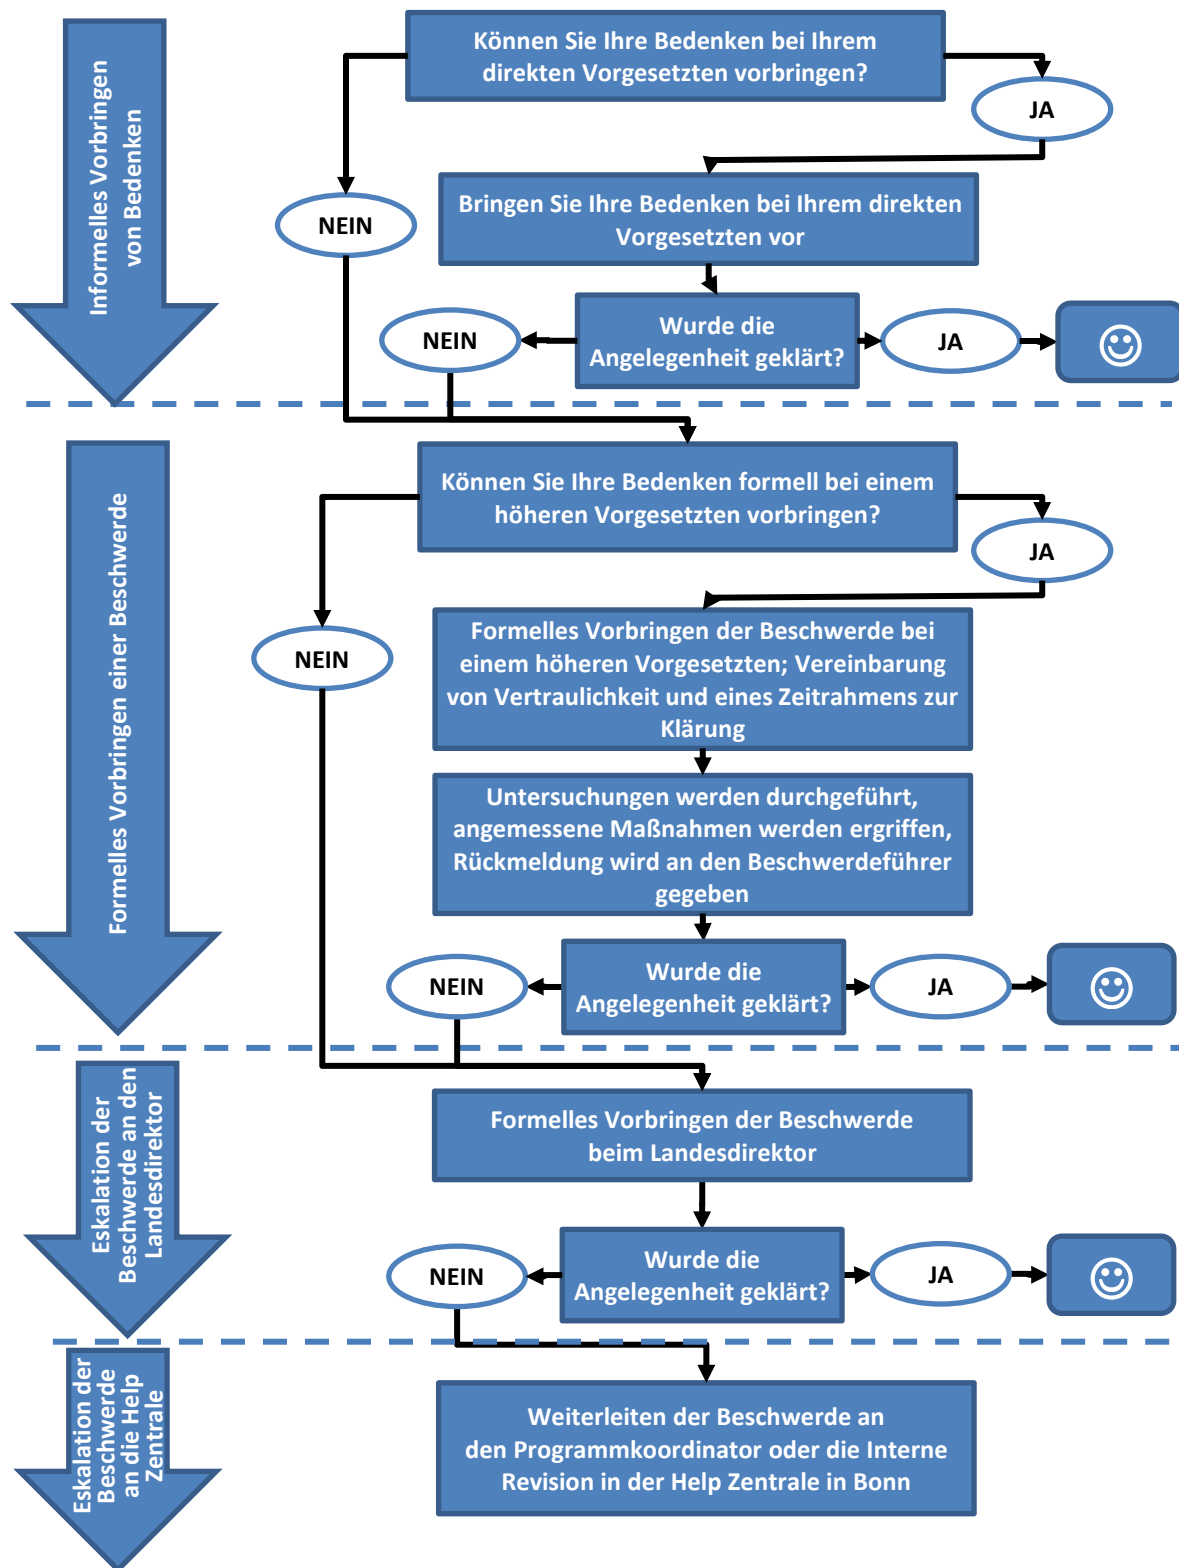 Informelles Vorbringen
von Bedenken
Können Sie Ihre Bedenken bei Ihrem
direkten Vorgesetzten vorbringen?
JA
NEIN
Bringen Sie Ihre Bedenken bei Ihrem direkten
Vorgesetzten vor
Wurde die
Angelegenheit geklärt?
NEIN
JA
Formelles Vorbringen einer Beschwerde
Können Sie Ihre Bedenken formell bei einem
höheren Vorgesetzten vorbringen?
JA
NEIN
Formelles Vorbringen der Beschwerde bei
einem höheren Vorgesetzten; Vereinbarung
von Vertraulichkeit und eines Zeitrahmens zur
Klärung
Untersuchungen werden durchgeführt,
angemessene Maßnahmen werden ergriffen,
Rückmeldung wird an den Beschwerdeführer
gegeben
Wurde die
Angelegenheit geklärt?
NEIN
JA
Eskalation der
Beschwerde an den
Landesdirektor
Formelles Vorbringen der Beschwerde
beim Landesdirektor
Wurde die
Angelegenheit geklärt?
NEIN
JA
Eskalation der
Beschwerde
an die Help
Zentrale
Weiterleiten der Beschwerde an
den Programmkoordinator oder die Interne
Revision in der Help Zentrale in Bonn